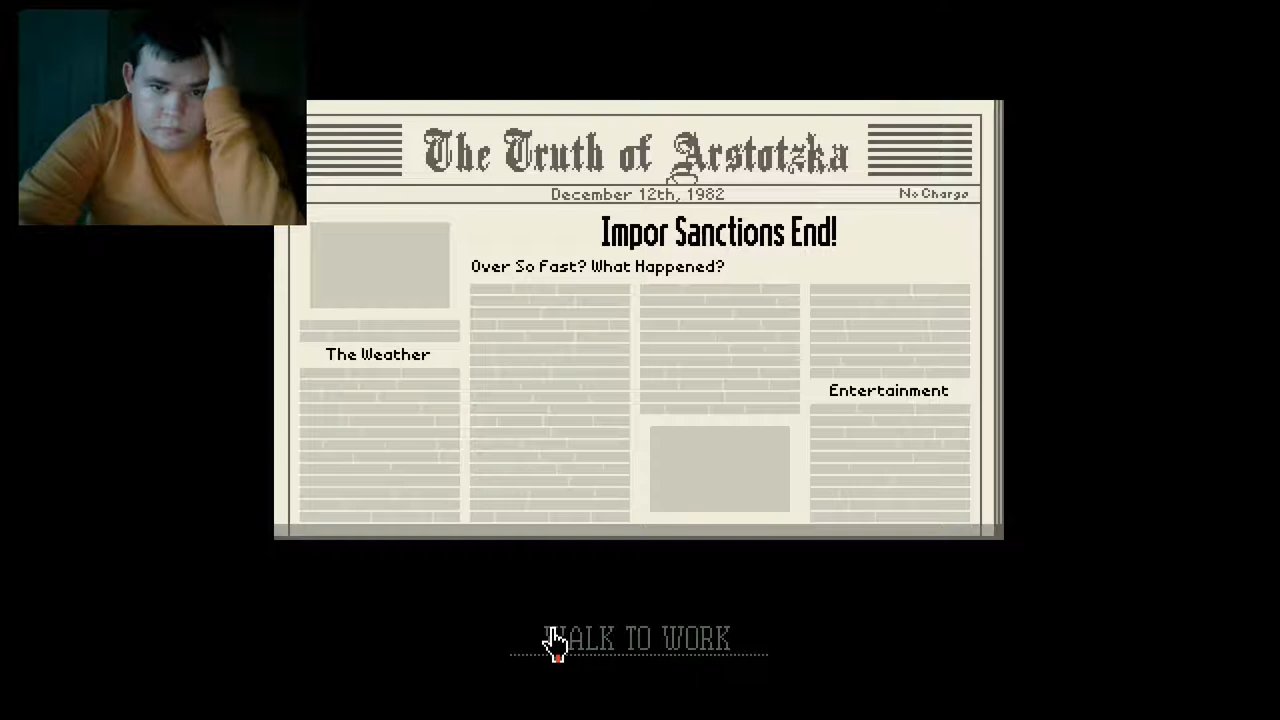 The Truth of Arstotzka
December 12th, 1982
No Charge
Impor Sanctions End!
Over So Fast? What Happened?
The Weather
Entertainment
WALK TO WORK